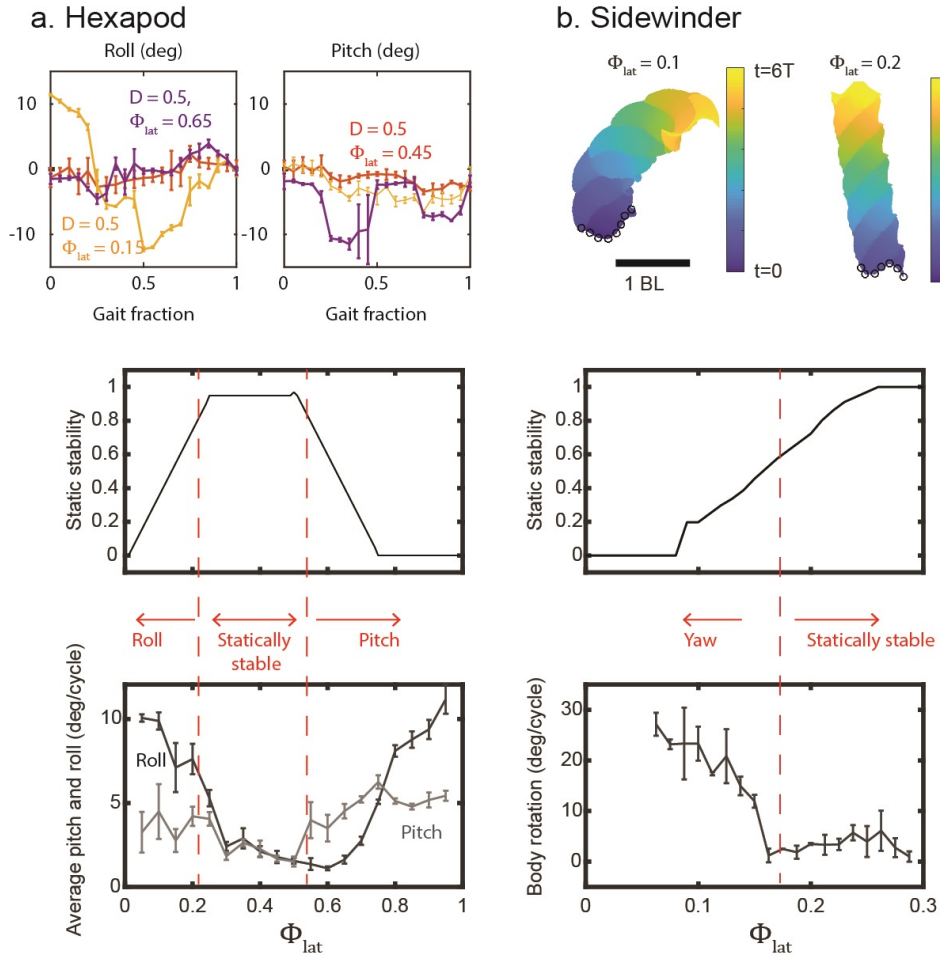 a. Hexapod
b. Sidewinder
Roll (deg)
Pitch (deg)
10
0
-10
D = 0.5,
Φlat = 0.65
D = 0.5
Φlat = 0.15
0
0.5
1
Gait fraction
10
0
-10
D = 0.5
Φlat = 0.45
0
0.5
1
Gait fraction
Φlat = 0.1
t=6T
t=0
1 BL
Φlat = 0.2
Static stability
1
0.8
0.6
0.4
0.2
0
Static stability
1
0.8
0.6
0.4
0.2
0
Roll
Statically
stable
Pitch
Yaw
Statically stable
Average pitch and roll (deg/cycle)
10
5
0
Roll
Pitch
0
0.2
0.4
0.6
0.8
1
Φlat
Body rotation (deg/cycle)
30
20
10
0
0
0.1
0.2
0.3
Φlat